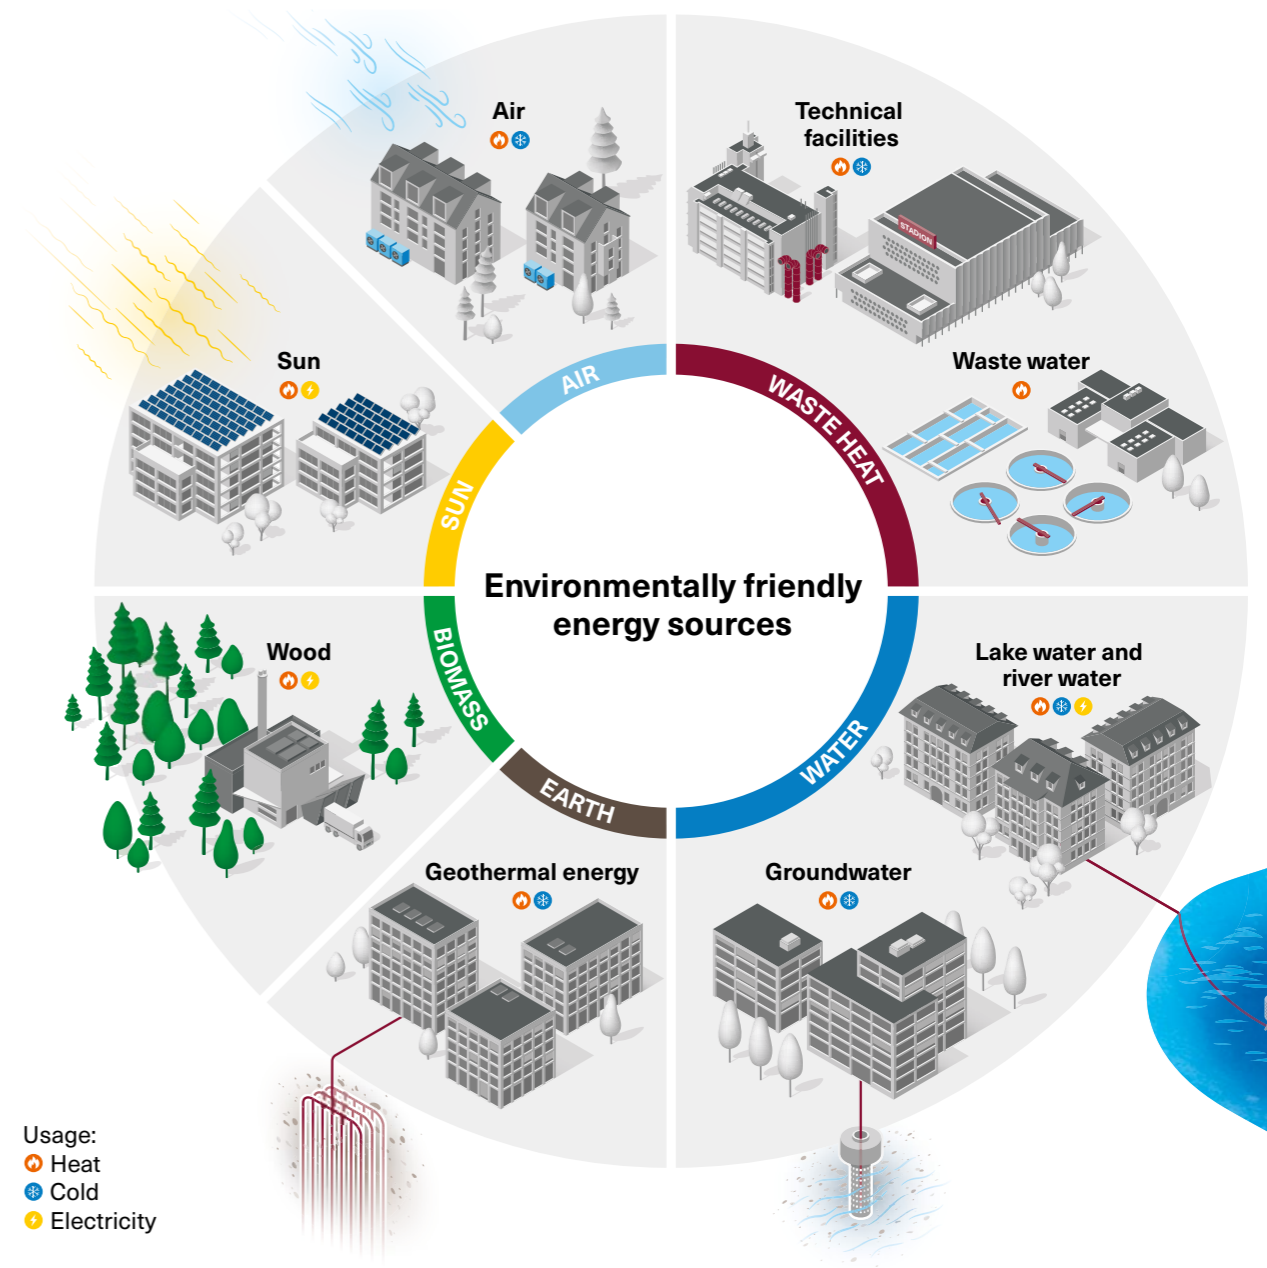 Air
Technical
facilities
STADION
Sun
Waste water
AIR
WASTE HEAT
SUN
Environmentally friendly
energy sources
Wood
BIOMASS
Lake water and
river water
WATER
EARTH
Geothermal energy
Groundwater
Usage:
Heat
Cold
Electricity